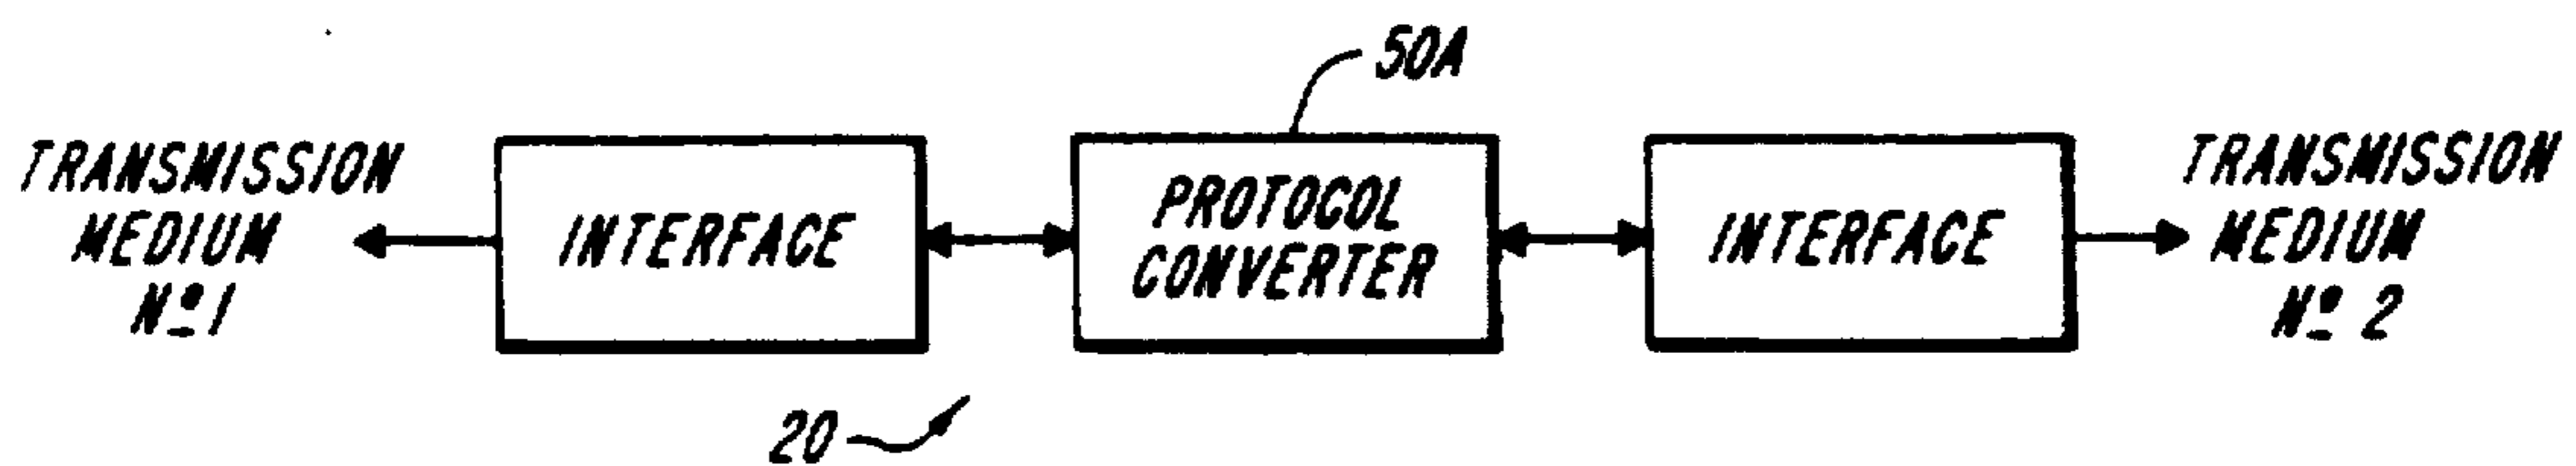 50A
TRANSMISSION
MEDIUM
Nº 1
INTERFACE
PROTOCOL
CONVERTER
INTERFACE
TRANSMISSION
MEDIUM
Nº 2
20